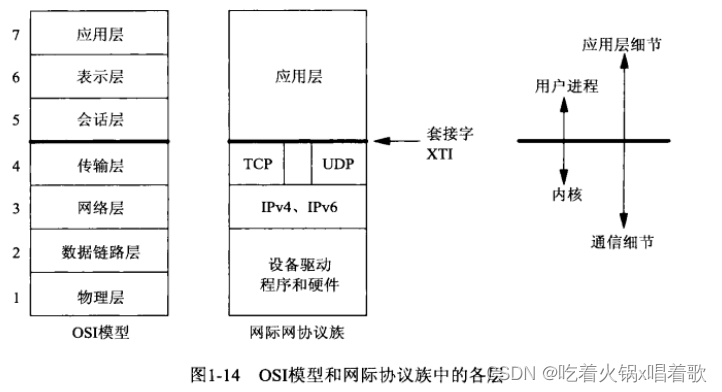 7
应用层
6
表示层
5
会话层
4
传输层
3
网络层
2
数据链路层
1
物理层
OSI模型
应用层
TCP
UDP
IPv4、IPv6
设备驱动
程序和硬件
网际网协议族
套接字
XTI
应用层细节
用户进程
内核
通信细节
图1-14 OSI模型和网际协议族中的各层
CSDN @吃着火锅x唱着歌